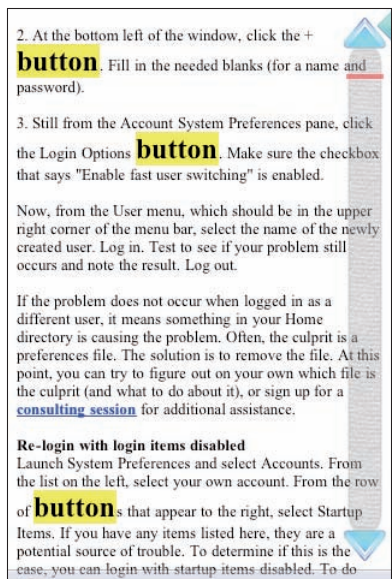 2. At the bottom left of the window, click the +
button. Fill in the needed blanks (for a name and
password).
3. Still from the Account System Preferences pane, click
the Login Options button. Make sure the checkbox
that says "Enable fast user switching" is enabled.
Now, from the User menu, which should be in the upper
right corner of the menu bar, select the name of the newly
created user. Log in. Test to see if your problem still
occurs and note the result. Log out.
If the problem does not occur when logged in as a
different user, it means something in your Home
directory is causing the problem. Often, the culprit is a
preferences file. The solution is to remove the file. At this
point, you can try to figure out on your own which file is
the culprit (and what to do about it), or sign up for a
consulting session for additional assistance.
Re-login with login items disabled
Launch System Preferences and select Accounts. From
the list on the left, select your own account. From the row
of buttons that appear to the right, select Startup
Items. If you have any items listed here, they are a
potential source of trouble. To determine if this is the
case, you can login with startup items disabled. To do